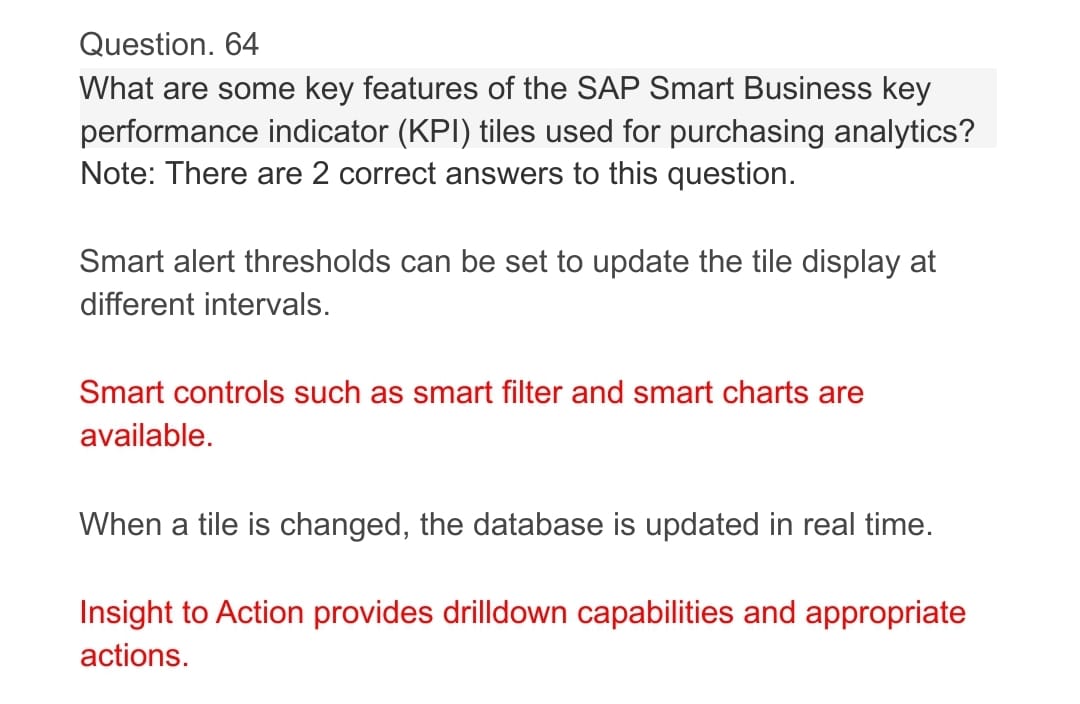 Question. 64
What are some key features of the SAP Smart Business key
performance indicator (KPI) tiles used for purchasing analytics?
Note: There are 2 correct answers to this question.
Smart alert thresholds can be set to update the tile display at
different intervals.
Smart controls such as smart filter and smart charts are
available.
When a tile is changed, the database is updated in real time.
Insight to Action provides drilldown capabilities and appropriate
actions.